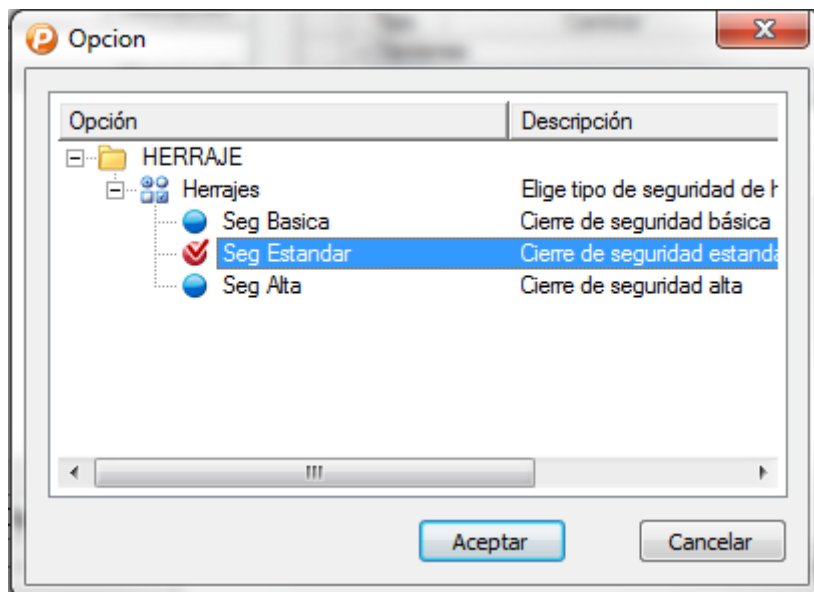 Opcion
Opción Descripción
HERRAJE
Herrajes Elige tipo de seguridad de h
Seg Basica Cierre de seguridad básica
Seg Estandar Cierre de seguridad estanda
Seg Alta Cierre de seguridad alta
Aceptar Cancelar